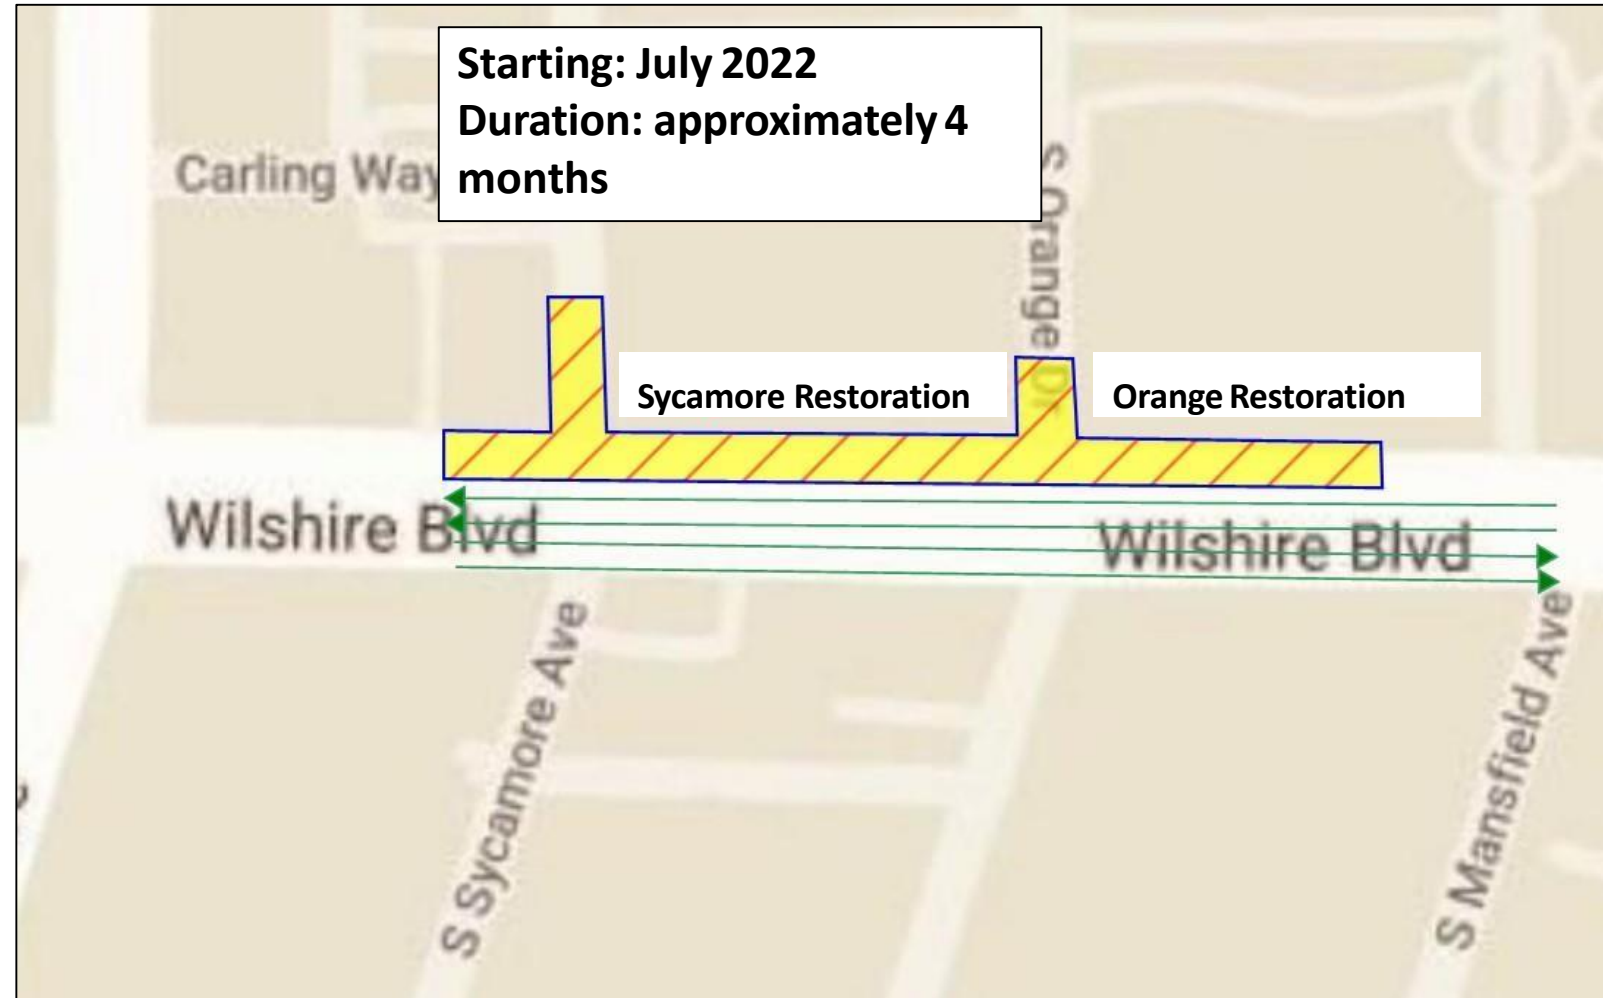 Starting: July 2022
Duration: approximately 4
months
Carling Way
S Orange Dr
Sycamore Restoration
Orange Restoration
Wilshire Blvd
Wilshire Blvd
S Sycamore Ave
S Mansfield Ave